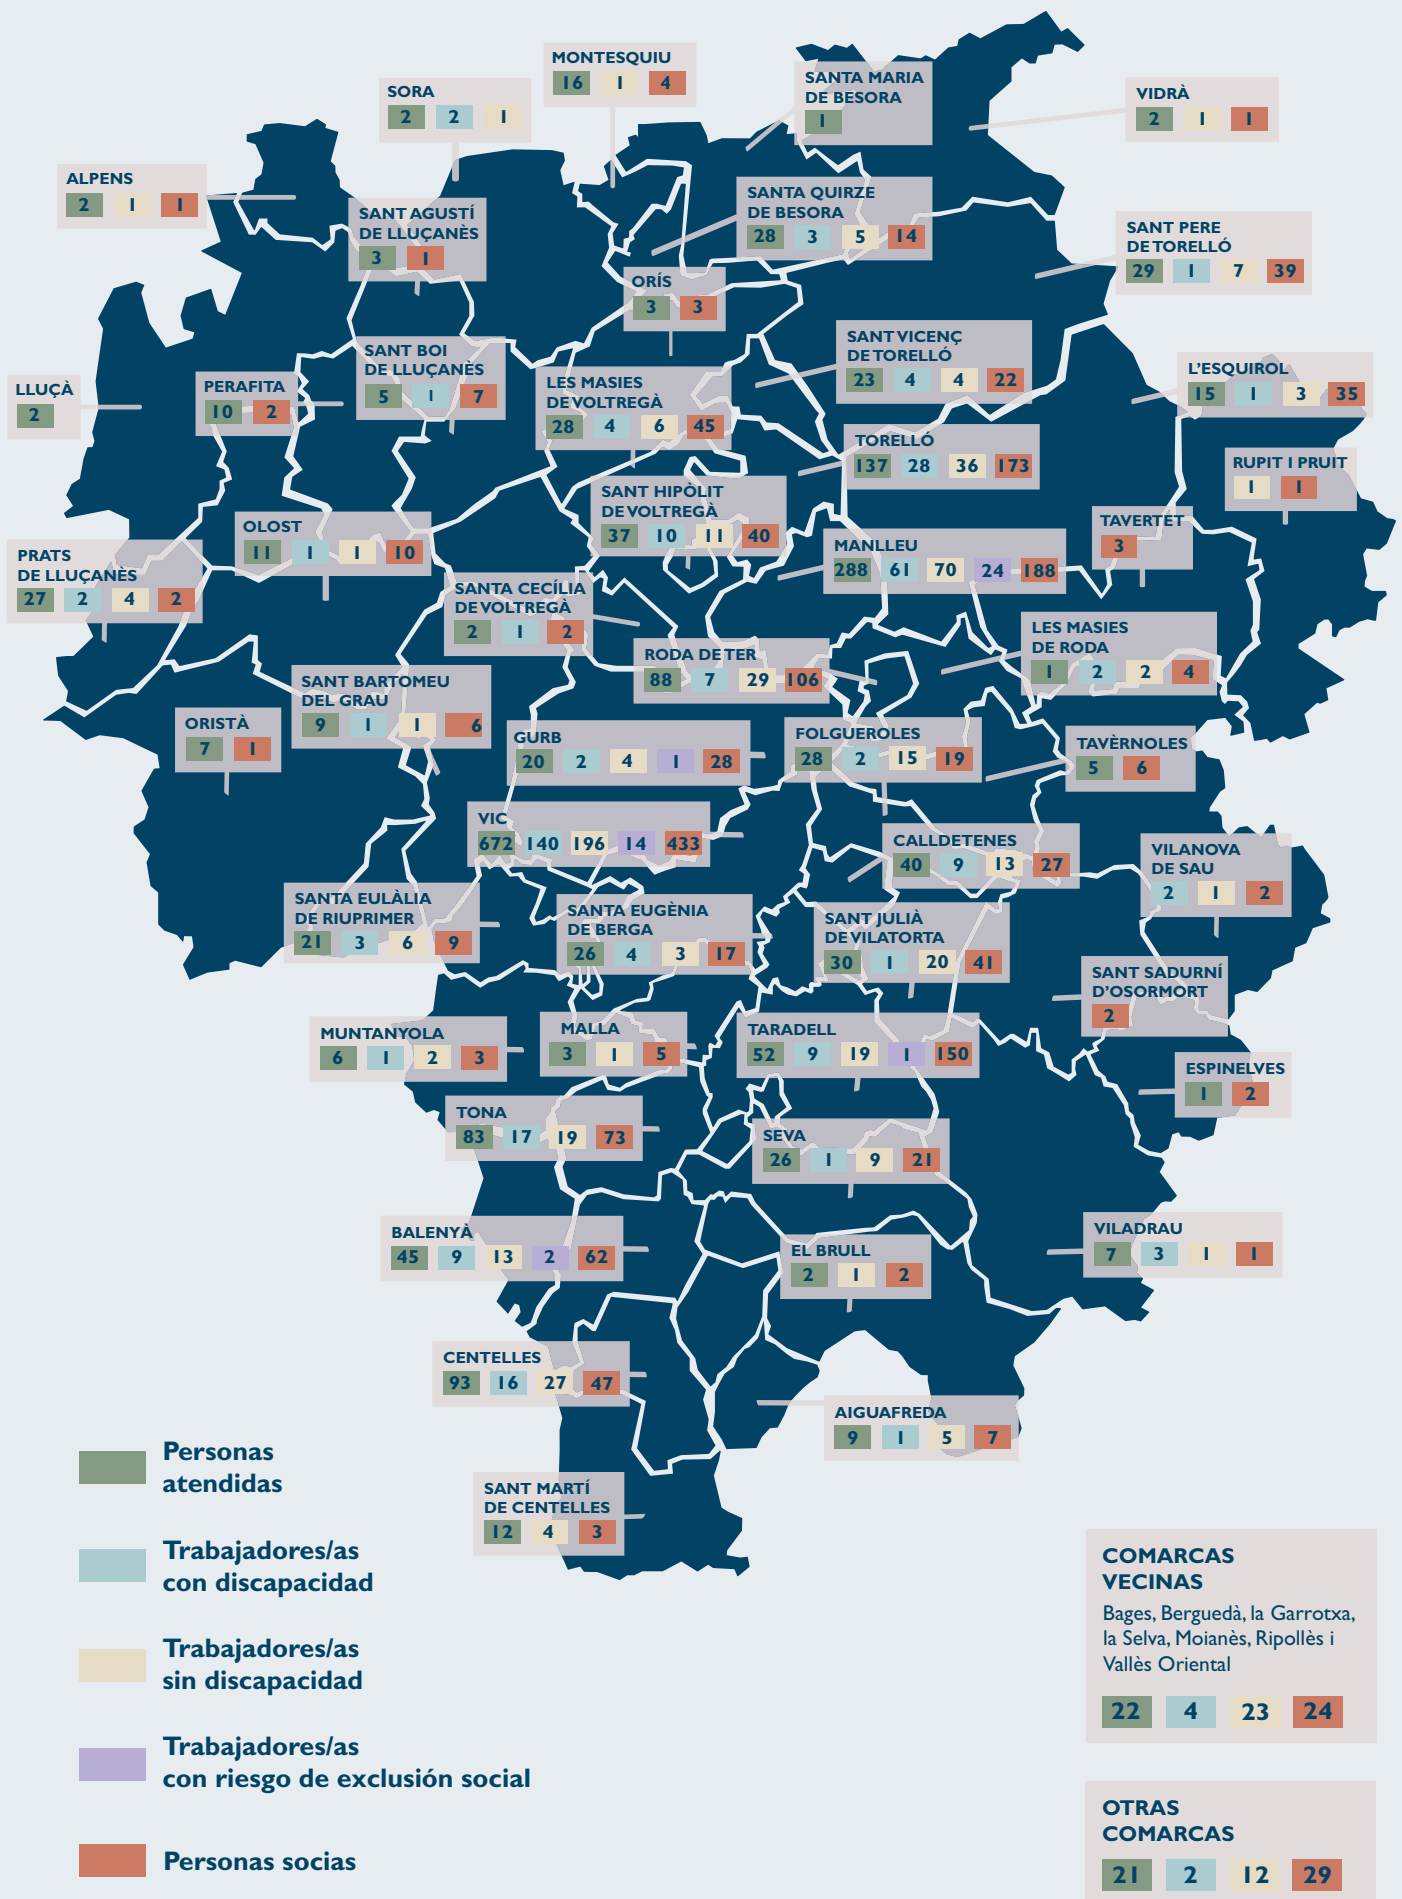 MONTESQUIU
16 1 4
SANTA MARIA
DE BESORA
1
SORA
2 2 1
VIDRÀ
2 1 1
ALPENS
2 1 1
SANT AGUSTÍ
DE LLUÇANÈS
3 1
SANTA QUIRZE
DE BESORA
28 3 5 14
SANT PERE
DE TORELLÓ
29 1 7 39
ORÍS
3 3
SANT BOI
DE LLUÇANÈS
5 1 7
SANT VICENÇ
DE TORELLÓ
23 4 4 22
L'ESQUIROL
15 1 3 35
LLUÇÀ
2
PERAFITA
10 2
LES MASIES
DE VOLTREGÀ
28 4 6 45
TORELLÓ
137 28 36 173
RUPIT I PRUIT
1 1
SANT HIPÒLIT
DE VOLTREGÀ
37 10 11 40
OLOST
11 1 1 10
TAVERTET
3
PRATS
DE LLUÇANÈS
27 2 4 2
MANLLEU
288 61 70 24 188
SANTA CECÍLIA
DE VOLTREGÀ
2 1 2
LES MASIES
DE RODA
1 2 2 4
RODA DE TER
88 7 29 106
SANT BARTOMEU
DEL GRAU
9 1 1 6
ORISTÀ
7 1
GURB
20 2 4 1 28
FOLGUEROLES
28 2 15 19
TAVÈRNOLES
5 6
VIC
672 140 196 14 433
CALLDETENES
40 9 13 27
VILANOVA
DE SAU
2 1 2
SANTA EULÀLIA
DE RIUPRIMER
21 3 6 9
SANTA EUGÈNIA
DE BERGA
26 4 3 17
SANT JULIÀ
DE VILATORTA
30 1 20 41
SANT SADURNÍ
D'OSORMORT
2
MUNTANYOLA
6 1 2 3
MALLA
3 1 5
TARADELL
52 9 19 1 150
ESPINELVES
1 2
TONA
83 17 19 73
SEVA
26 1 9 21
BALENYÀ
45 9 13 2 62
VILADRAU
7 3 1 1
EL BRULL
2 1 2
CENTELLES
93 16 27 47
AIGUAFREDA
9 1 5 7
SANT MARTÍ
DE CENTELLES
12 4 3
Personas
atendidas
Trabajadores/as
con discapacidad
Trabajadores/as
sin discapacidad
Trabajadores/as
con riesgo de exclusión social
Personas socias
COMARCAS
VECINAS
Bages, Berguedà, la Garrotxa,
la Selva, Moianès, Ripollès i
Vallès Oriental
22 4 23 24
OTRAS
COMARCAS
21 2 12 29